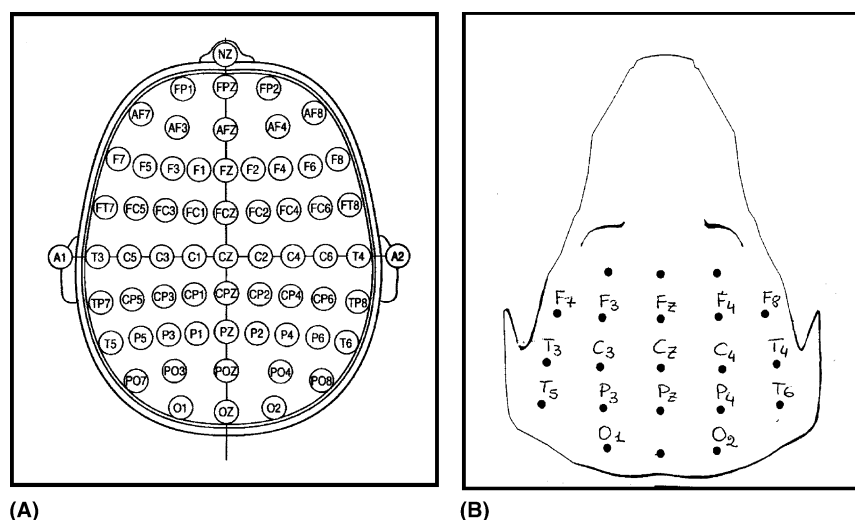 NZ
FP1 FPZ FP2
AF7 AF3 AFZ AF4 AF8
F7 F5 F3 F1 FZ F2 F4 F6 F8
FT7 FC5 FC3 FC1 FCZ FC2 FC4 FC6 FT8
A1 T3 C5 C3 C1 CZ C2 C4 C6 T4 A2
TP7 CP5 CP3 CP1 CPZ CP2 CP4 CP6 TP8
T5 P5 P3 P1 PZ P2 P4 P6 T6
PO7 PO3 POZ PO4 PO8
O1 OZ O2
(A)
F7 F3 Fz F4 F8
T3 C3 Cz C4 T4
T5 P3 Pz P4 T6
O1 O2
(B)